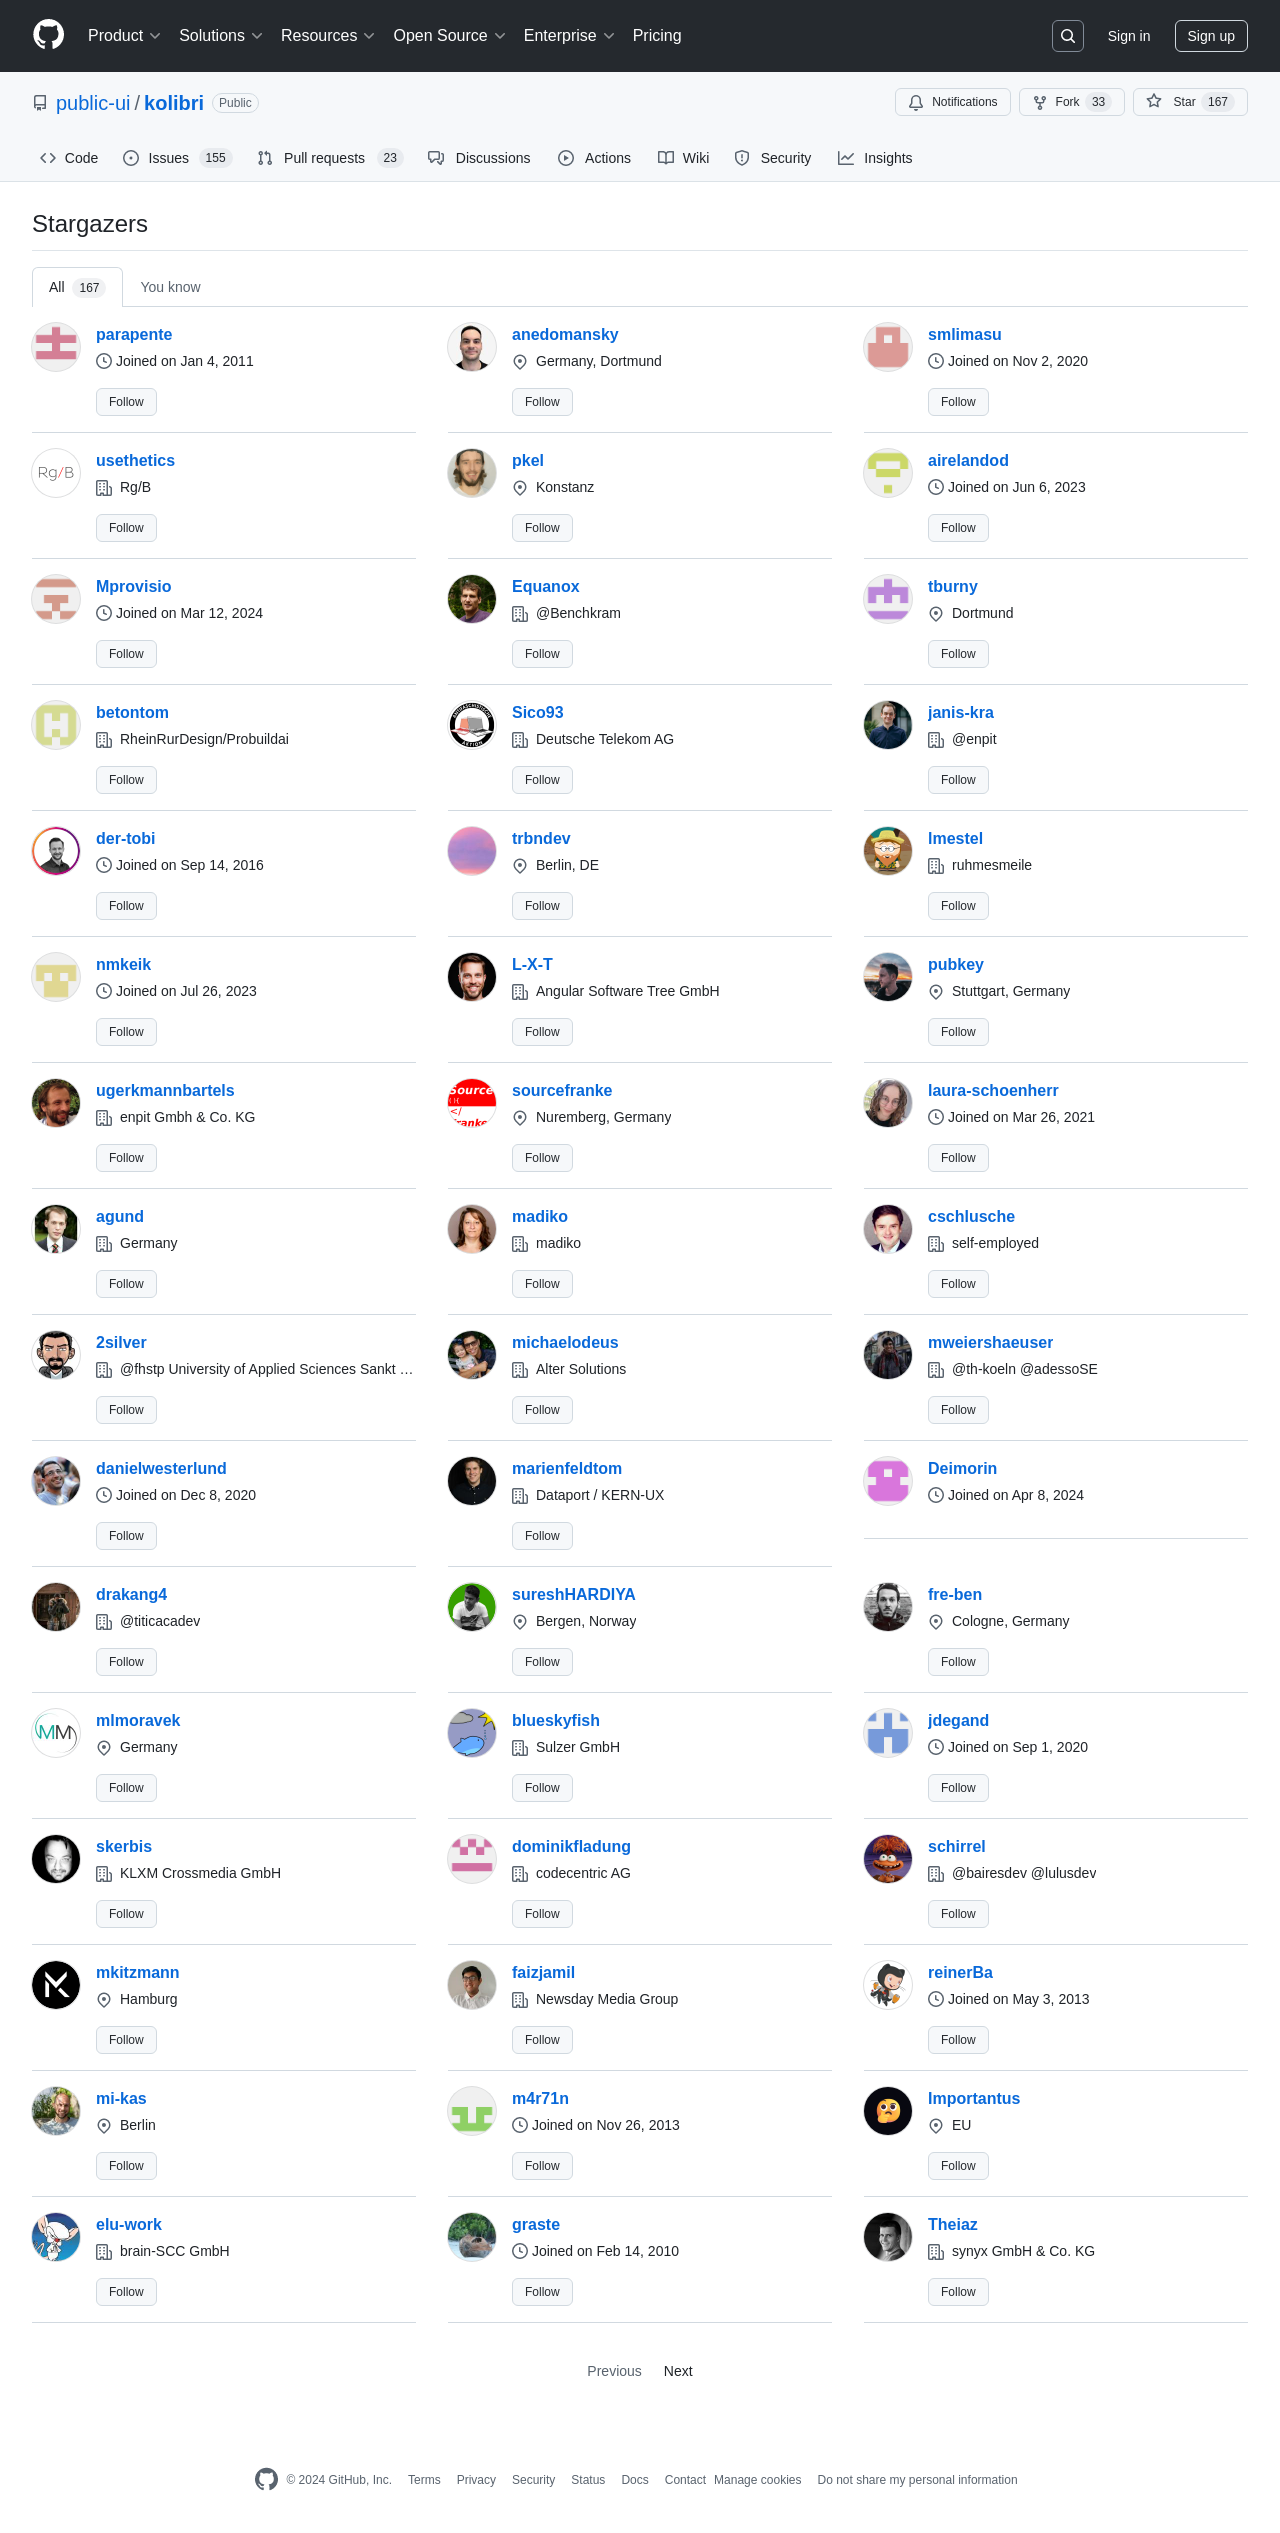 Product Solutions Resources Open Source Enterprise Pricing Sign in Sign up
public-ui / kolibri Public Notifications Fork 33 Star 167
Code Issues 155 Pull requests 23 Discussions Actions Wiki Security Insights
Stargazers
All 167 You know
parapente anedomansky smlimasu
Joined on Jan 4, 2011 Germany, Dortmund Joined on Nov 2, 2020
Follow Follow Follow
usethetics pkel airelandod
Rg/B Rg/B Konstanz Joined on Jun 6, 2023
Follow Follow Follow
Mprovisio Equanox tburny
Joined on Mar 12, 2024 @Benchkram Dortmund
Follow Follow Follow
betontom Sico93 janis-kra
RheinRurDesign/Probuildai Deutsche Telekom AG @enpit
Follow Follow Follow
der-tobi trbndev lmestel
Joined on Sep 14, 2016 Berlin, DE ruhmesmeile
Follow Follow Follow
nmkeik L-X-T pubkey
Joined on Jul 26, 2023 Angular Software Tree GmbH Stuttgart, Germany
Follow Follow Follow
ugerkmannbartels Source sourcefranke laura-schoenherr
enpit Gmbh & Co. KG </ Nuremberg, Germany Joined on Mar 26, 2021
Follow Follow Follow
agund madiko cschlusche
Germany madiko self-employed
Follow Follow Follow
2silver michaelodeus mweiershaeuser
@fhstp University of Applied Sciences Sankt … Alter Solutions @th-koeln @adessoSE
Follow Follow Follow
danielwesterlund marienfeldtom Deimorin
Joined on Dec 8, 2020 Dataport / KERN-UX Joined on Apr 8, 2024
Follow Follow
drakang4 sureshHARDIYA fre-ben
@titicacadev Bergen, Norway Cologne, Germany
Follow Follow Follow
mlmoravek blueskyfish jdegand
MM Germany Sulzer GmbH Joined on Sep 1, 2020
Follow Follow Follow
skerbis dominikfladung schirrel
KLXM Crossmedia GmbH codecentric AG @bairesdev @lulusdev
Follow Follow Follow
mkitzmann faizjamil reinerBa
Hamburg Newsday Media Group Joined on May 3, 2013
Follow Follow Follow
mi-kas m4r71n Importantus
Berlin Joined on Nov 26, 2013 EU
Follow Follow Follow
elu-work graste Theiaz
brain-SCC GmbH Joined on Feb 14, 2010 synyx GmbH & Co. KG
Follow Follow Follow
Previous Next
© 2024 GitHub, Inc. Terms Privacy Security Status Docs Contact Manage cookies Do not share my personal information